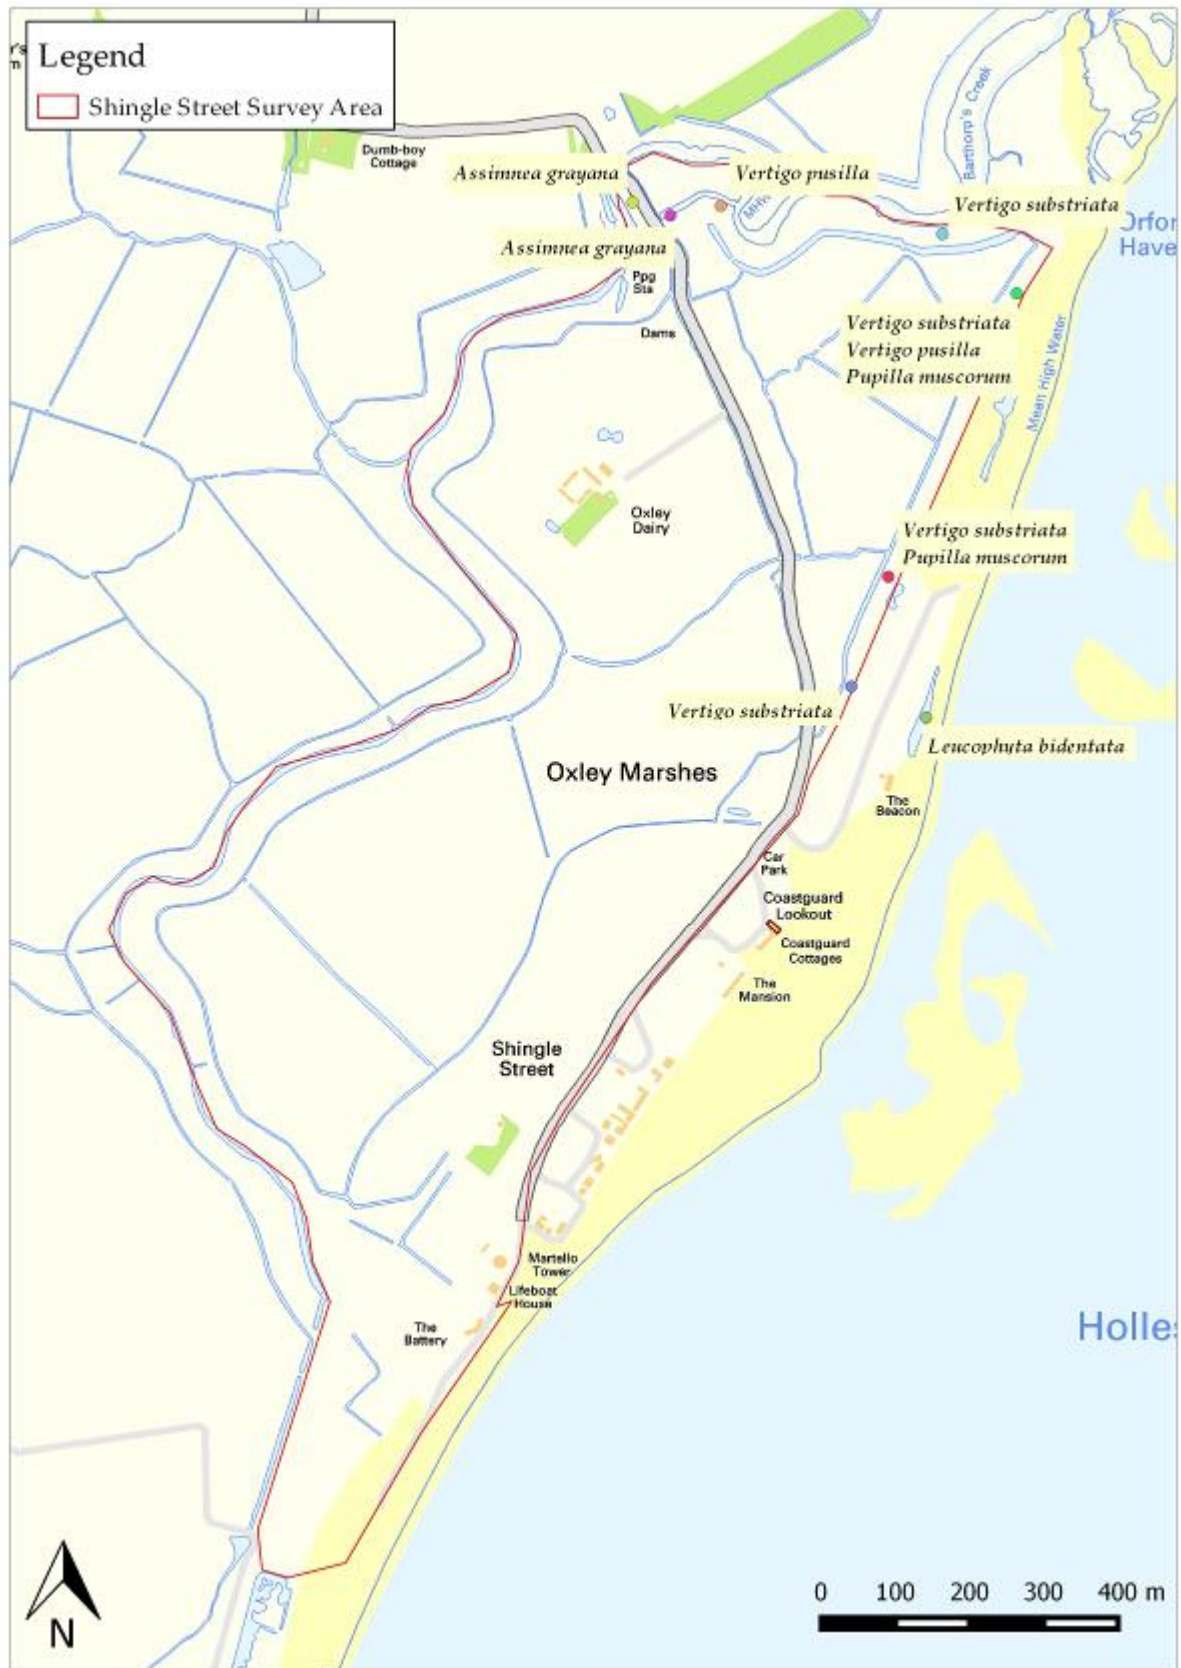 Legend
Shingle Street Survey Area
Dumb-boy
Cottage
Assimnea grayana
Vertigo pusilla
Barthorp's Creek
Vertigo substriata
Orfor
Have
Assimnea grayana
Ppg
Sta
Dams
Vertigo substriata
Vertigo pusilla
Pupilla muscorum
Mean High Water
Oxley
Dairy
Vertigo substriata
Pupilla muscorum
Vertigo substriata
Leucophyta bidentata
Oxley Marshes
The
Beacon
Car
Park
Coastguard
Lookout
Coastguard
Cottages
The
Mansion
Shingle
Street
Martello
Tower
Lifeboat
House
The
Battery
Holles
N
0 100 200 300 400 m